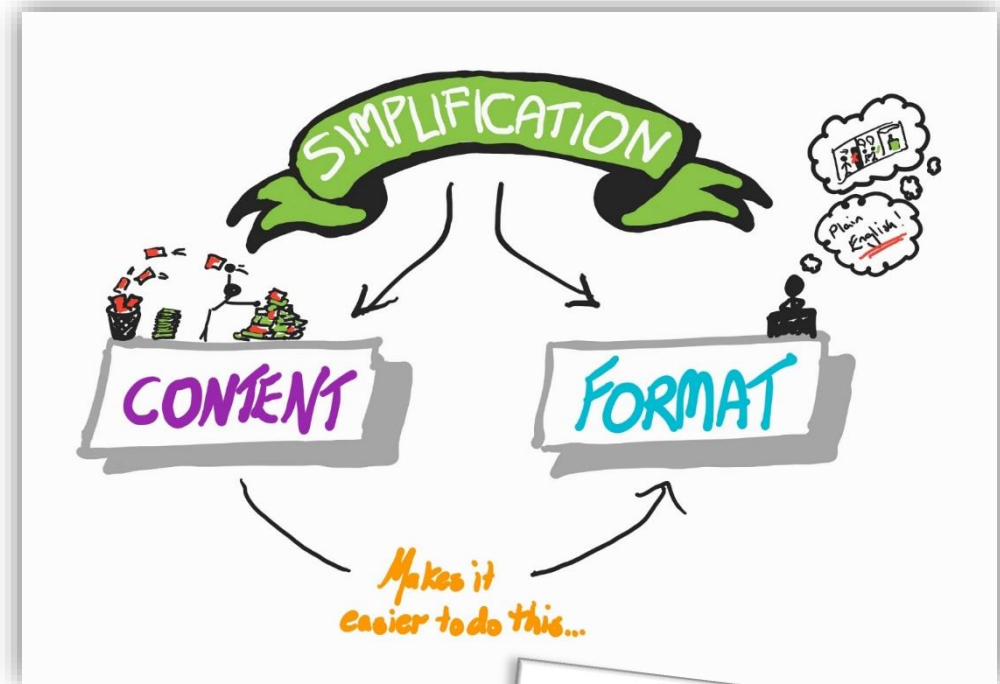 SIMPLIFICATION
Plain
English!
CONTENT
FORMAT
Makes it
easier to do this...